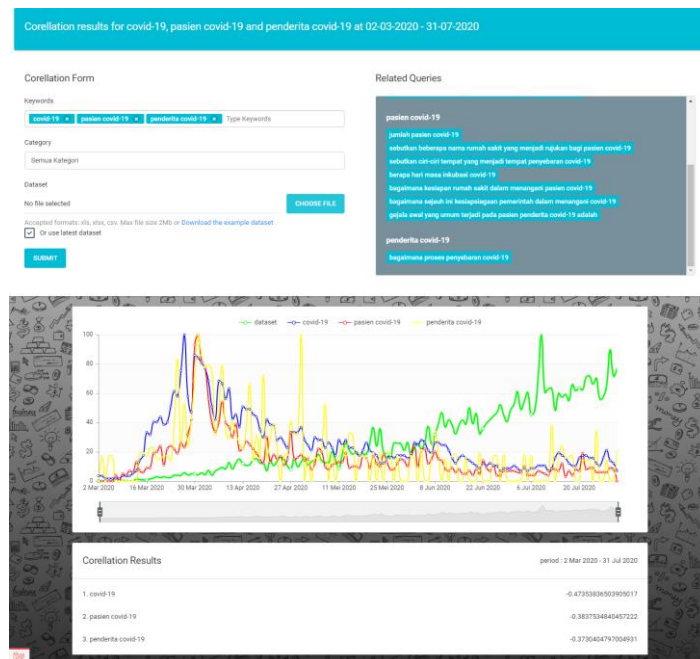 Corellation results for covid-19, pasien covid-19 and penderita covid-19 at 02-03-2020 - 31-07-2020
Corellation Form
Keywords
covid-19 × pasien covid-19 × penderita covid-19 × Type Keywords
Category
Semua Kategori
Dataset
No file selected
CHOOSE FILE
Accepted formats: xls, xlsx, csv. Max file size 2Mb or Download the example dataset
Or use latest dataset
SUBMIT
Related Queries
pasien covid-19
jumlah pasien covid-19
sebutkan beberapa nama rumah sakit yang menjadi rujukan bagi pasien covid-19
sebutkan ciri-ciri tempat yang menjadi tempat penyebaran covid-19
berapa hari masa inkubasi covid-19
bagaimana kesiapan rumah sakit dalam menangani pasien covid-19
bagaimana sejauh ini kesiapsiagaan pemerintah dalam menangani covid-19
gejala awal yang umum terjadi pada pasien penderita covid-19 adalah
penderita covid-19
bagaimana proses penyebaran covid-19
dataset covid-19 pasien covid-19 penderita covid-19
100
80
60
40
20
0
2 Mar 2020 16 Mar 2020 30 Mar 2020 13 Apr 2020 27 Apr 2020 11 Mei 2020 25 Mei 2020 8 Jun 2020 22 Jun 2020 6 Jul 2020 20 Jul 2020
Corellation Results
period : 2 Mar 2020 - 31 Jul 2020
1. covid-19 -0.47353836503905017
2. pasien covid-19 -0.3837534840457222
3. penderita covid-19 -0.3730404797004931